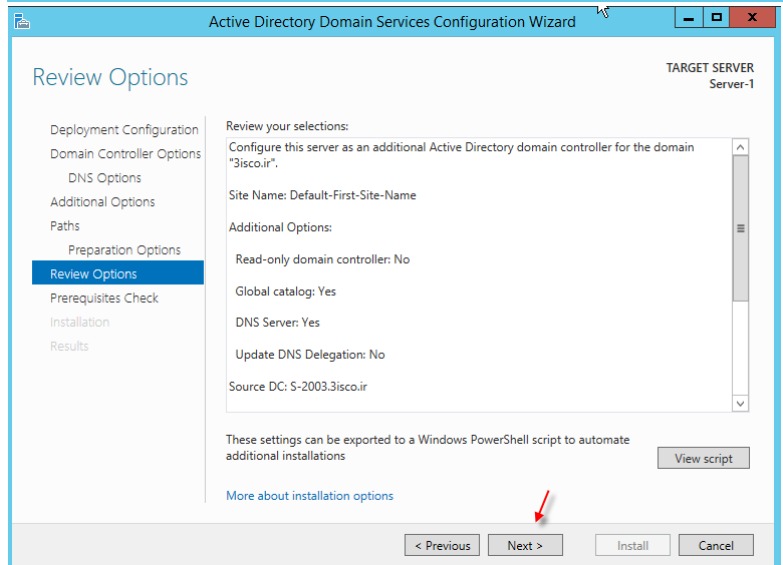 Active Directory Domain Services Configuration Wizard
Review Options
TARGET SERVER
Server-1
Deployment Configuration
Domain Controller Options
DNS Options
Additional Options
Paths
Preparation Options
Review Options
Prerequisites Check
Installation
Results
Review your selections:
Configure this server as an additional Active Directory domain controller for the domain
"3isco.ir".
Site Name: Default-First-Site-Name
Additional Options:
Read-only domain controller: No
Global catalog: Yes
DNS Server: Yes
Update DNS Delegation: No
Source DC: S-2003.3isco.ir
These settings can be exported to a Windows PowerShell script to automate
additional installations
View script
More about installation options
< Previous
Next >
Install
Cancel